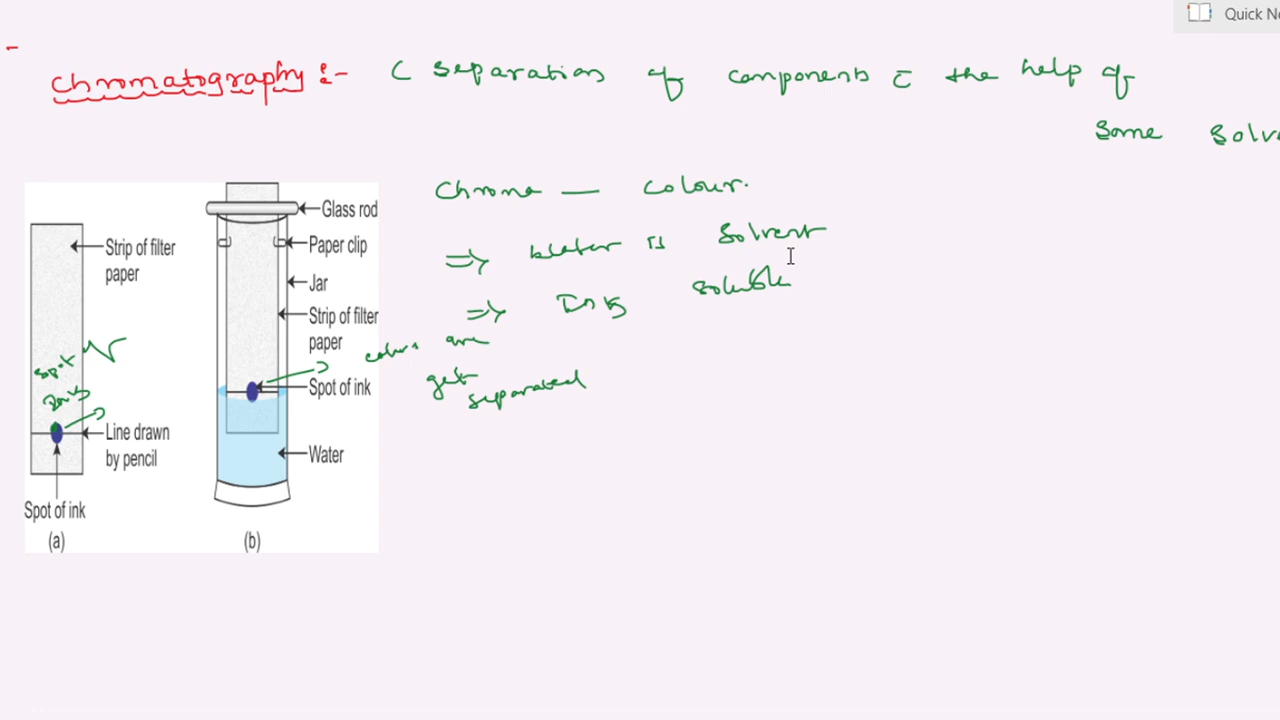 Quick No
Chromatography :- ( Separation of components c̄ the help of
Some Solve
Chroma — Colour.
⇒ Water is Solvent
⇒ Ink soluble
Glass rod
Paper clip
Jar
Strip of filter
paper
Strip of filter
paper
colours are
get
separated
Spot of ink
Spot
Line drawn
by pencil
Water
Spot of ink
(a)
(b)